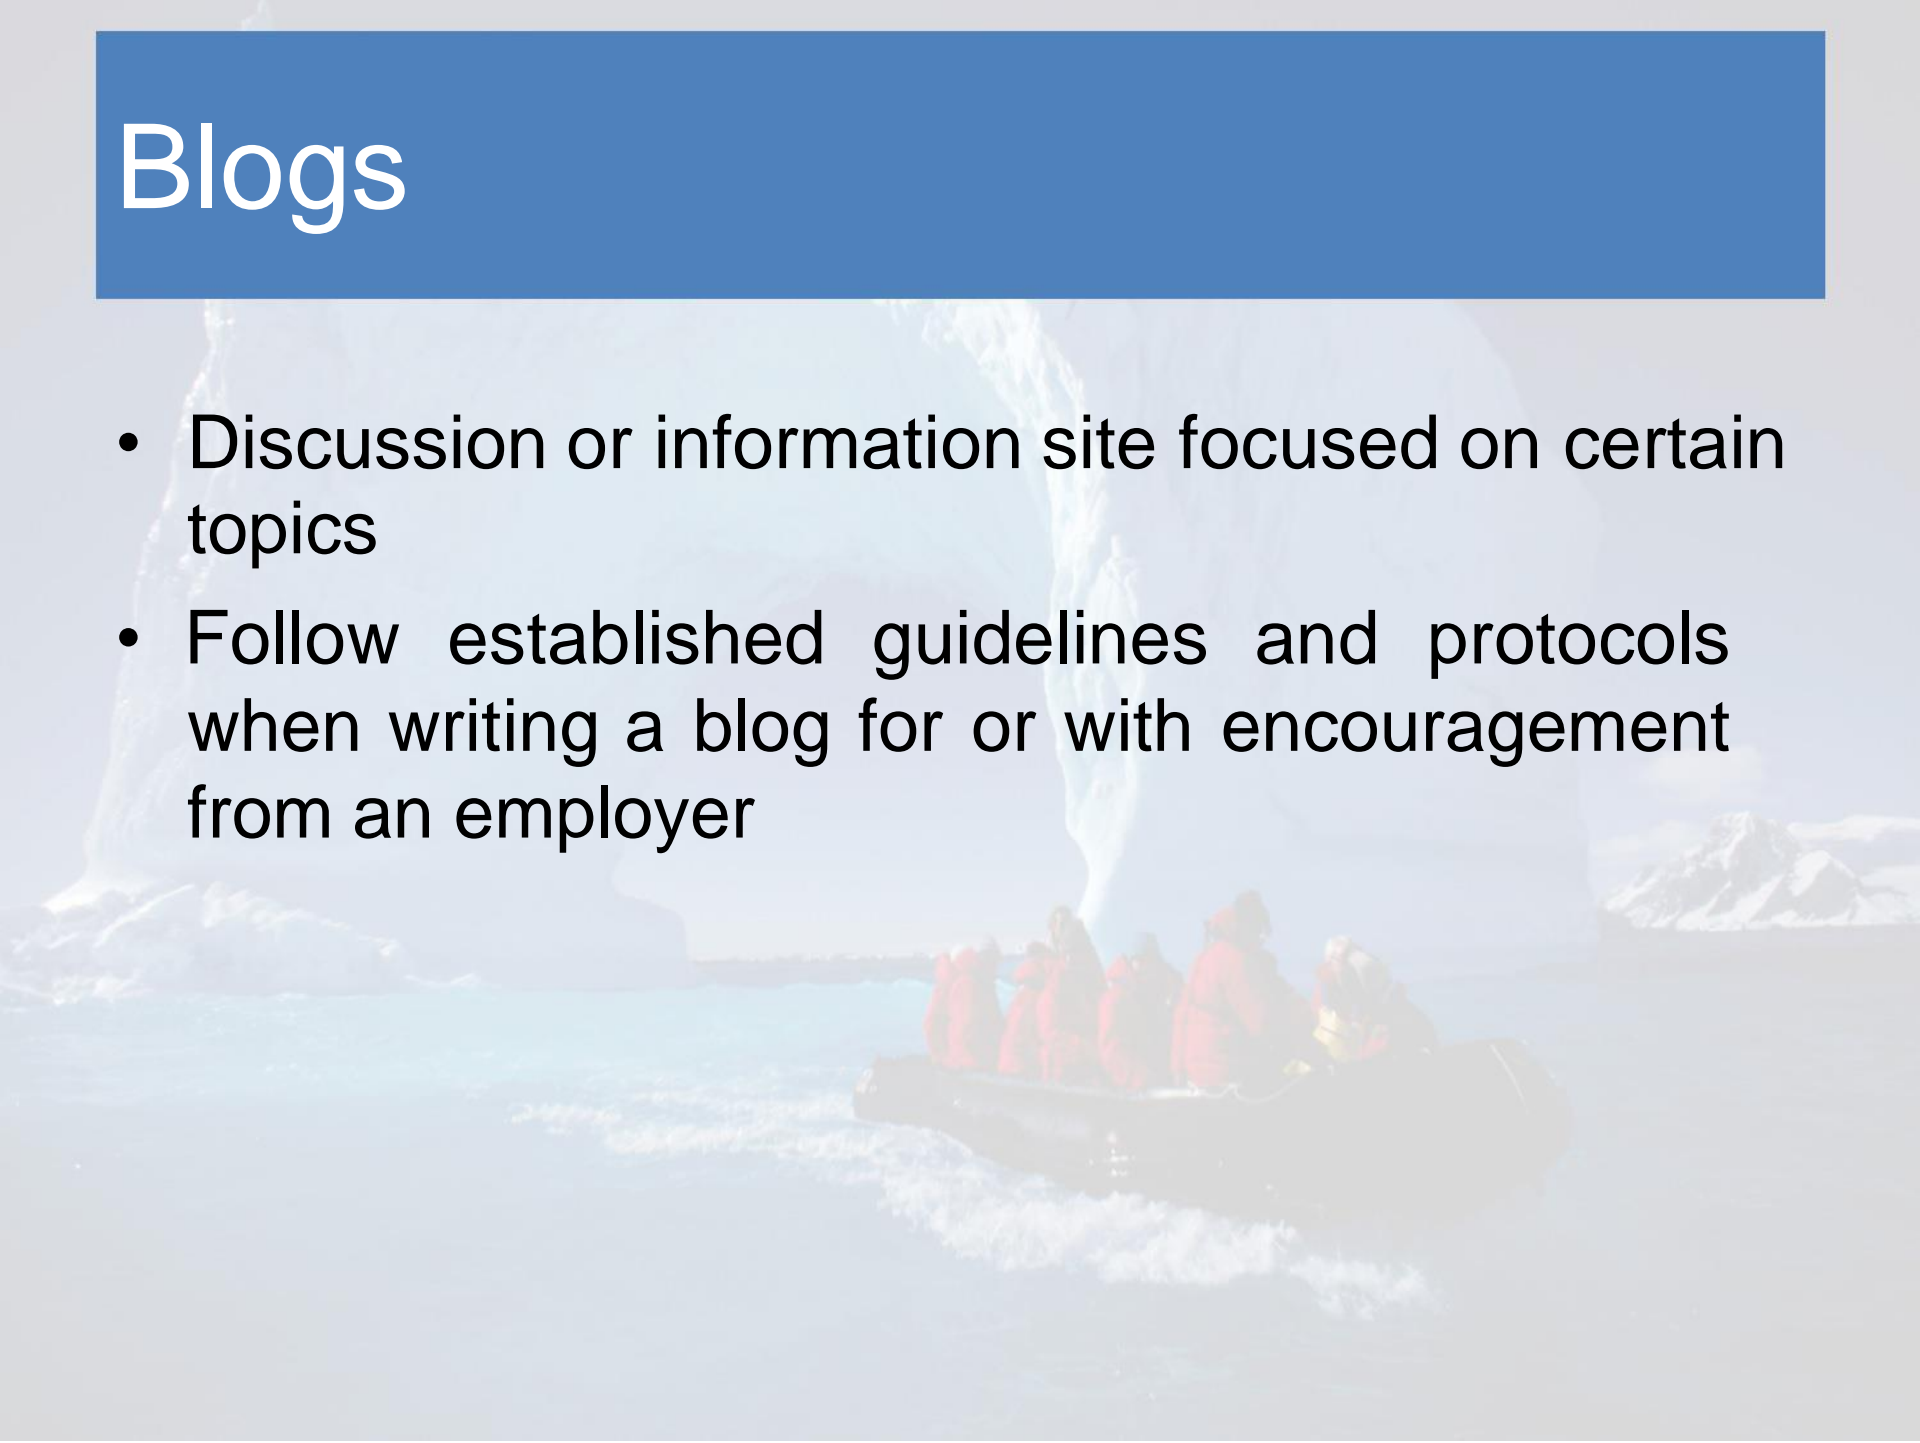 Blogs
• Discussion or information site focused on certain
topics
• Follow established guidelines and protocols
when writing a blog for or with encouragement
from an employer